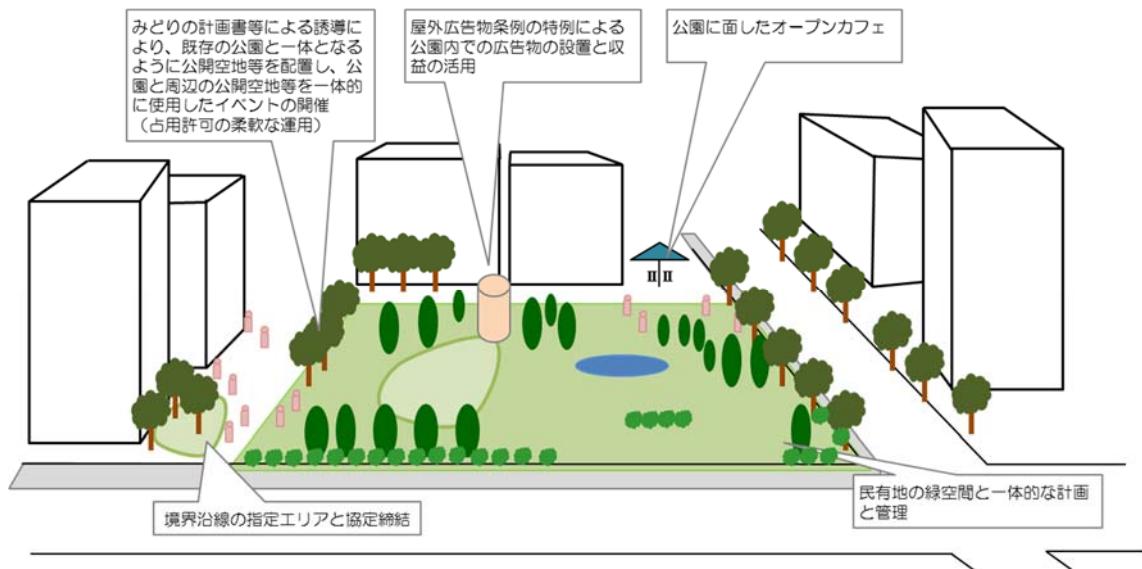 みどりの計画書等による誘導に
より、既存の公園と一体となる
ように公開空地等を配置し、公
園と周辺の公開空地等を一体的
に使用したイベントの開催
（占用許可の柔軟な運用）
屋外広告物条例の特例による
公園内での広告物の設置と収
益の活用
公園に面したオープンカフェ
境界沿線の指定エリアと協定締結
民有地の緑空間と一体的な計画
と管理